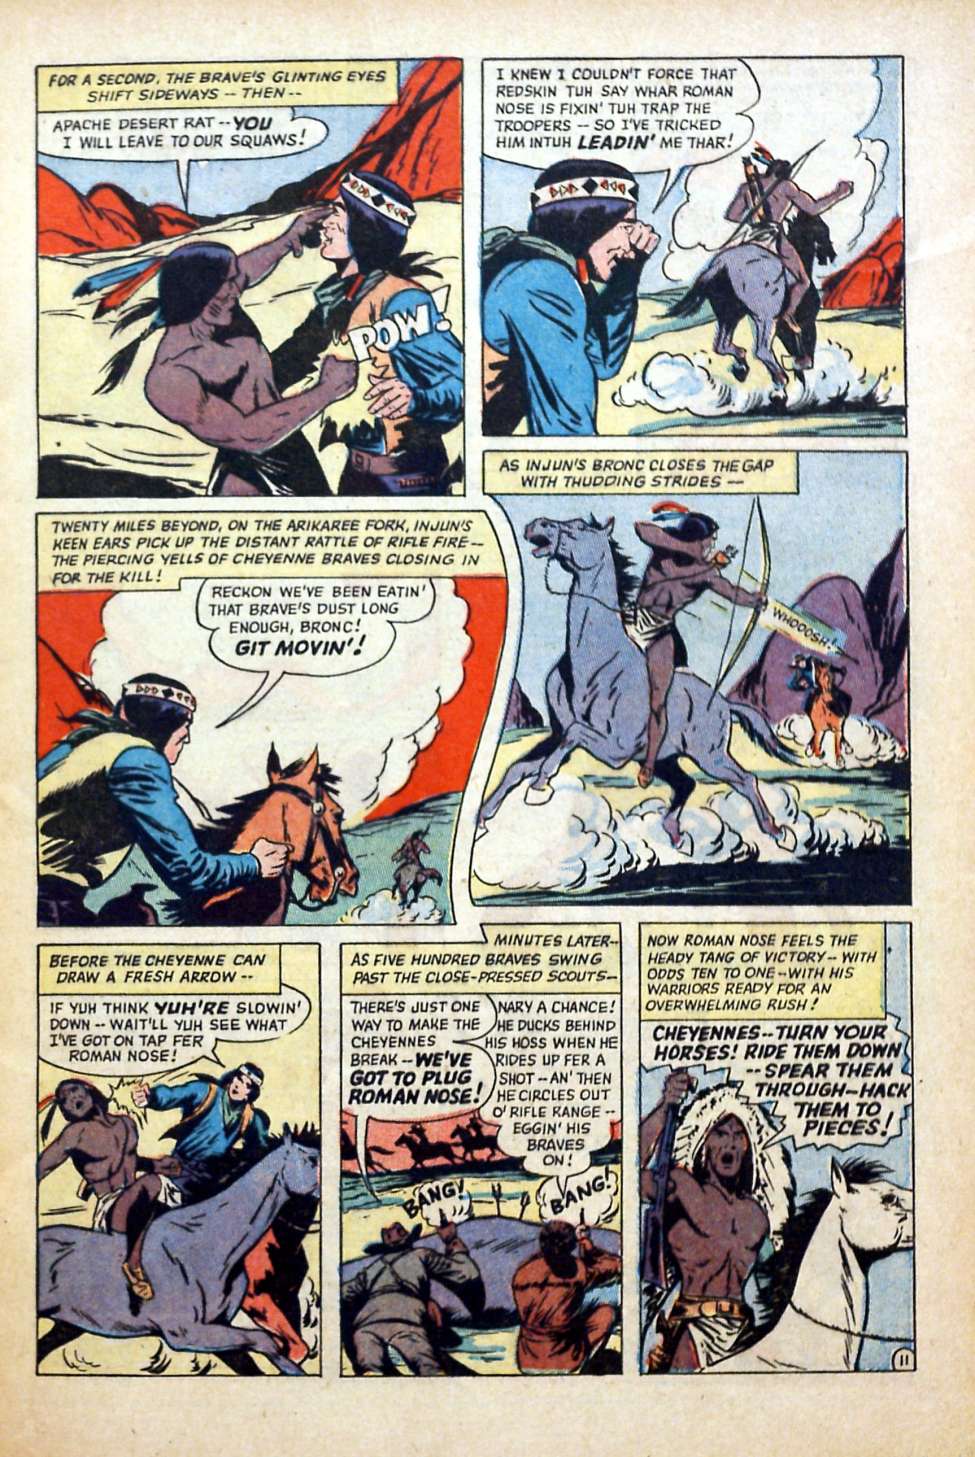 FOR A SECOND, THE BRAVE'S GLINTING EYES
SHIFT SIDEWAYS -- THEN --
APACHE DESERT RAT -- YOU
I WILL LEAVE TO OUR SQUAWS!
POW!
I KNEW I COULDN'T FORCE THAT
REDSKIN TUH SAY WHAR ROMAN
NOSE IS FIXIN' TUH TRAP THE
TROOPERS -- SO I'VE TRICKED
HIM INTUH LEADIN' ME THAR!
TWENTY MILES BEYOND, ON THE ARIKAREE FORK, INJUN'S
KEEN EARS PICK UP THE DISTANT RATTLE OF RIFLE FIRE --
THE PIERCING YELLS OF CHEYENNE BRAVES CLOSING IN
FOR THE KILL!
RECKON WE'VE BEEN EATIN'
THAT BRAVE'S DUST LONG
ENOUGH, BRONC!
GIT MOVIN'!
AS INJUN'S BRONC CLOSES THE GAP
WITH THUDDING STRIDES --
WHOOOSH!
BEFORE THE CHEYENNE CAN
DRAW A FRESH ARROW --
IF YUH THINK YUH'RE SLOWIN'
DOWN -- WAIT'LL YUH SEE WHAT
I'VE GOT ON TAP FER
ROMAN NOSE!
MINUTES LATER--
AS FIVE HUNDRED BRAVES SWING
PAST THE CLOSE-PRESSED SCOUTS--
THERE'S JUST ONE
WAY TO MAKE THE
CHEYENNES
BREAK -- WE'VE
GOT TO PLUG
ROMAN NOSE!
NARY A CHANCE!
HE DUCKS BEHIND
HIS HOSS WHEN HE
RIDES UP FER A
SHOT -- AN' THEN
HE CIRCLES OUT
O' RIFLE RANGE --
EGGIN' HIS
BRAVES
ON!
BANG!
BANG!
NOW ROMAN NOSE FEELS THE
HEADY TANG OF VICTORY -- WITH
ODDS TEN TO ONE -- WITH HIS
WARRIORS READY FOR AN
OVERWHELMING RUSH!
CHEYENNES -- TURN YOUR
HORSES! RIDE THEM DOWN
-- SPEAR THEM
THROUGH -- HACK
THEM TO
PIECES!
11